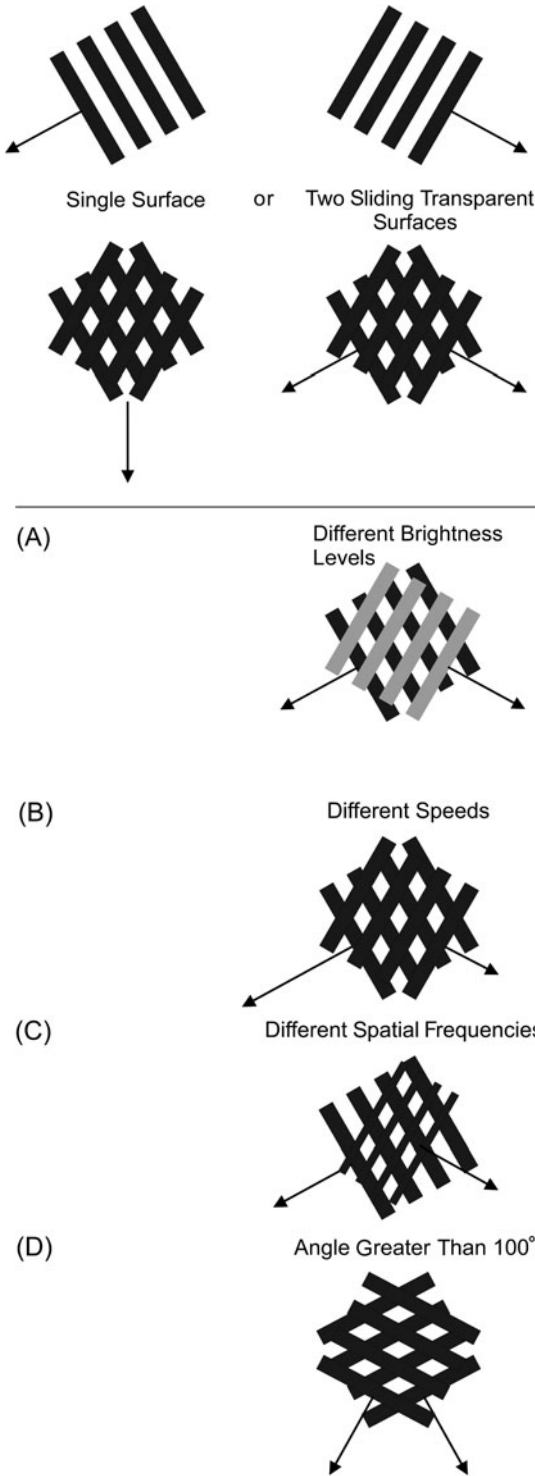 Single Surface or Two Sliding Transparent
Surfaces
(A)
Different Brightness
Levels
(B)
Different Speeds
(C)
Different Spatial Frequencies
(D)
Angle Greater Than 100°